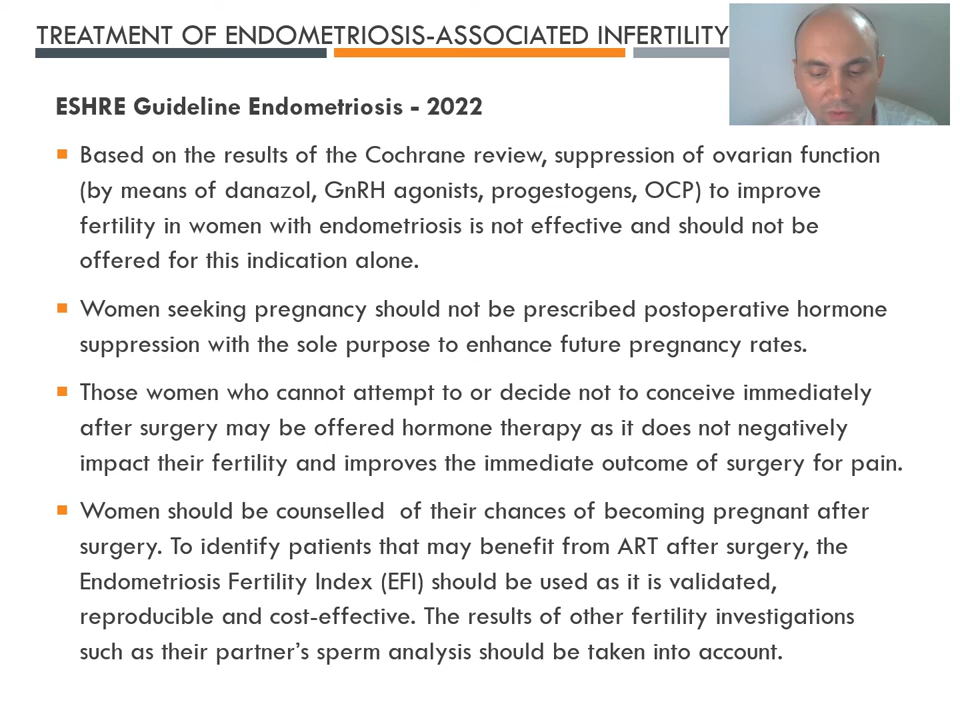 TREATMENT OF ENDOMETRIOSIS-ASSOCIATED INFERTILITY
ESHRE Guideline Endometriosis - 2022
Based on the results of the Cochrane review, suppression of ovarian function
(by means of danazol, GnRH agonists, progestogens, OCP) to improve
fertility in women with endometriosis is not effective and should not be
offered for this indication alone.
Women seeking pregnancy should not be prescribed postoperative hormone
suppression with the sole purpose to enhance future pregnancy rates.
Those women who cannot attempt to or decide not to conceive immediately
after surgery may be offered hormone therapy as it does not negatively
impact their fertility and improves the immediate outcome of surgery for pain.
Women should be counselled  of their chances of becoming pregnant after
surgery. To identify patients that may benefit from ART after surgery, the
Endometriosis Fertility Index (EFI) should be used as it is validated,
reproducible and cost-effective. The results of other fertility investigations
such as their partner's sperm analysis should be taken into account.